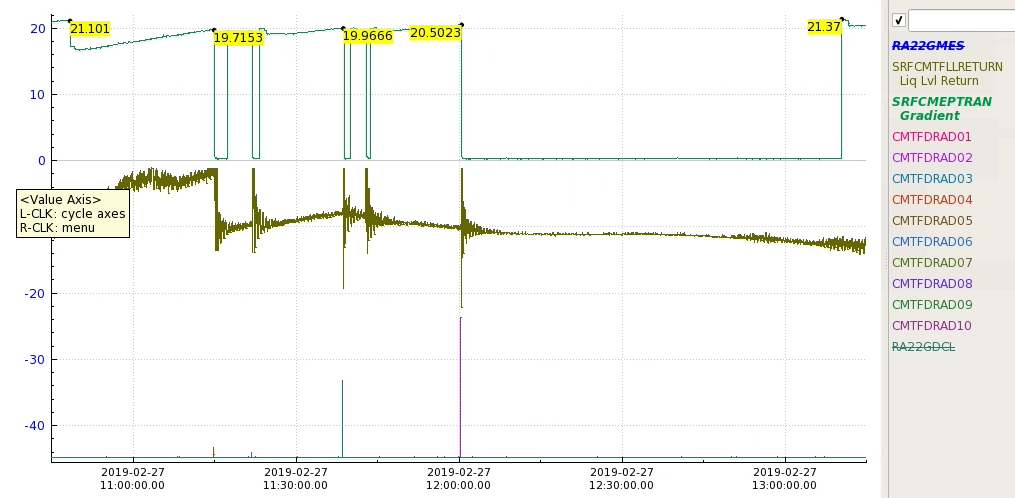 20
10
0
-20
-30
-40
21.101
19.7153
19.9666
20.5023
21.37
<Value Axis>
L-CLK: cycle axes
R-CLK: menu
2019-02-27
11:00:00.00
2019-02-27
11:30:00.00
2019-02-27
12:00:00.00
2019-02-27
12:30:00.00
2019-02-27
13:00:00.00
RA22GMES
SRFCMTFLLRETURN
Liq Lvl Return
SRFCMEPTRAN
Gradient
CMTFDRAD01
CMTFDRAD02
CMTFDRAD03
CMTFDRAD04
CMTFDRAD05
CMTFDRAD06
CMTFDRAD07
CMTFDRAD08
CMTFDRAD09
CMTFDRAD10
RA22GDCL